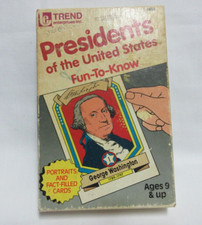 TREND
Presidents
of the United States
Fun-To-Know
George Washington
PORTRAITS
AND
FACT-FILLED
CARDS
Ages 9
& up